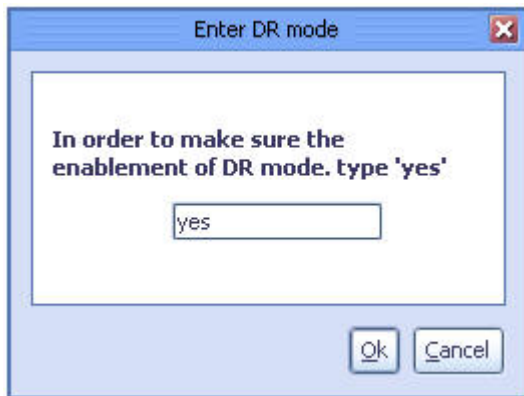 Enter DR mode
In order to make sure the
enablement of DR mode. type 'yes'
yes
Ok Cancel